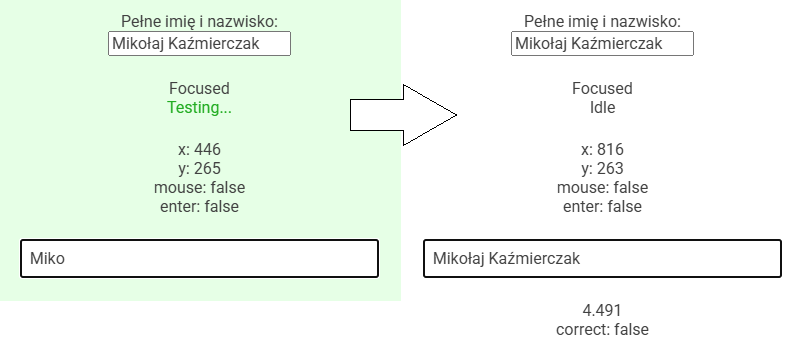 Pełne imię i nazwisko:
Mikołaj Kaźmierczak
Focused
Testing...
x: 446
y: 265
mouse: false
enter: false
Miko
Pełne imię i nazwisko:
Mikołaj Kaźmierczak
Focused
Idle
x: 816
y: 263
mouse: false
enter: false
Mikołaj Kaźmierczak
4.491
correct: false